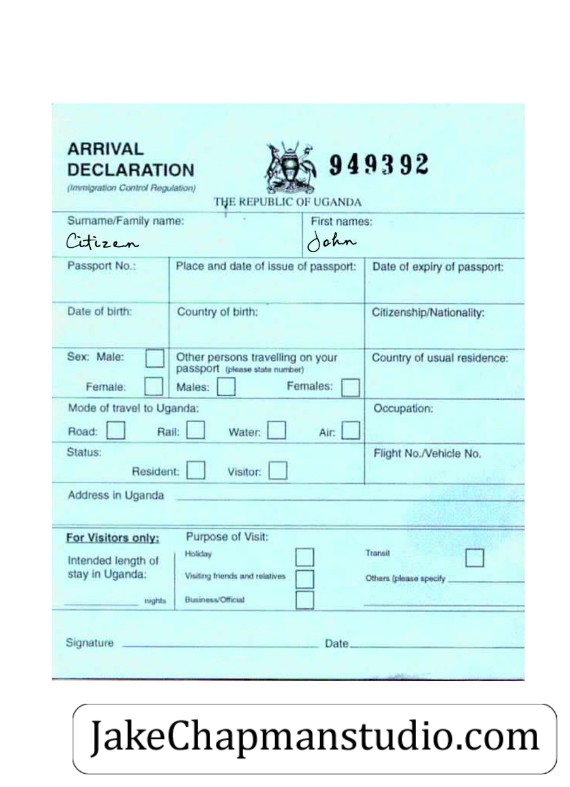 ARRIVAL
DECLARATION
(Immigration Control Regulation)
949392
THE REPUBLIC OF UGANDA
Surname/Family name: First names:
Citizen John
Passport No.: Place and date of issue of passport: Date of expiry of passport:
Date of birth: Country of birth: Citizenship/Nationality:
Sex: Male: Other persons travelling on your Country of usual residence:
passport (please state number)
Female: Males: Females:
Mode of travel to Uganda: Occupation:
Road: Rail: Water: Air:
Status: Flight No./Vehicle No.
Resident: Visitor:
Address in Uganda
For Visitors only: Purpose of Visit:
Intended length of Holiday Transit
stay in Uganda: Visiting friends and relatives Others (please specify
nights Business/Official
Signature Date
JakeChapmanstudio.com